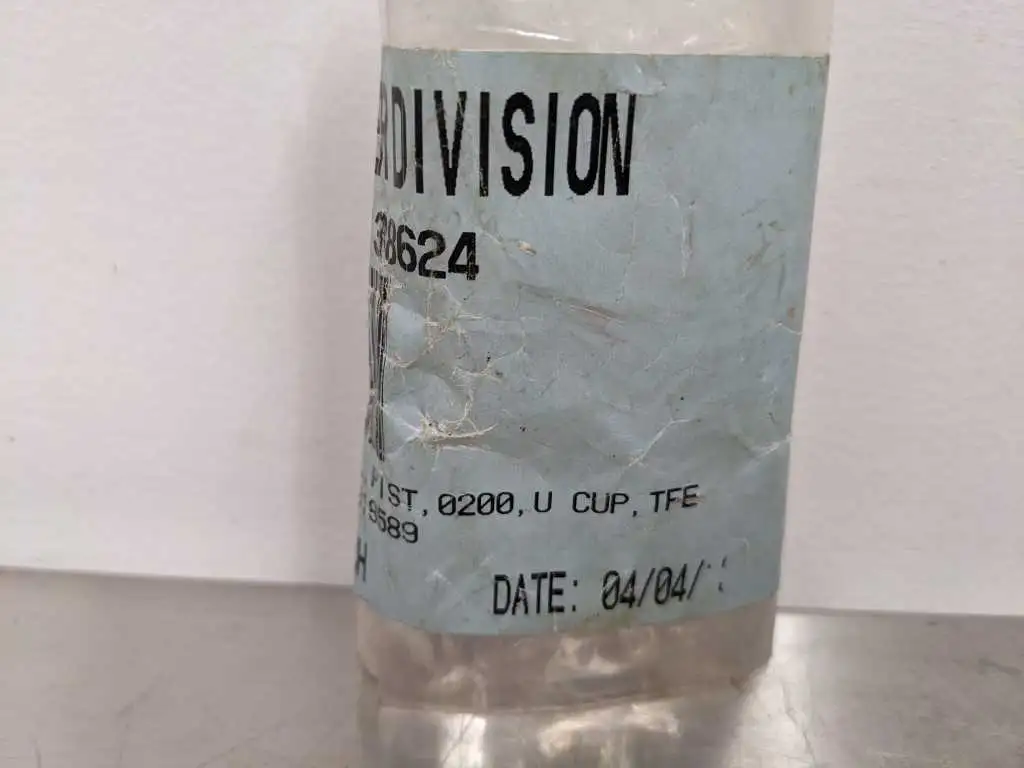 DIVISION
38624
PIST,0200,U CUP,TFE
9589
H
DATE: 04/04/